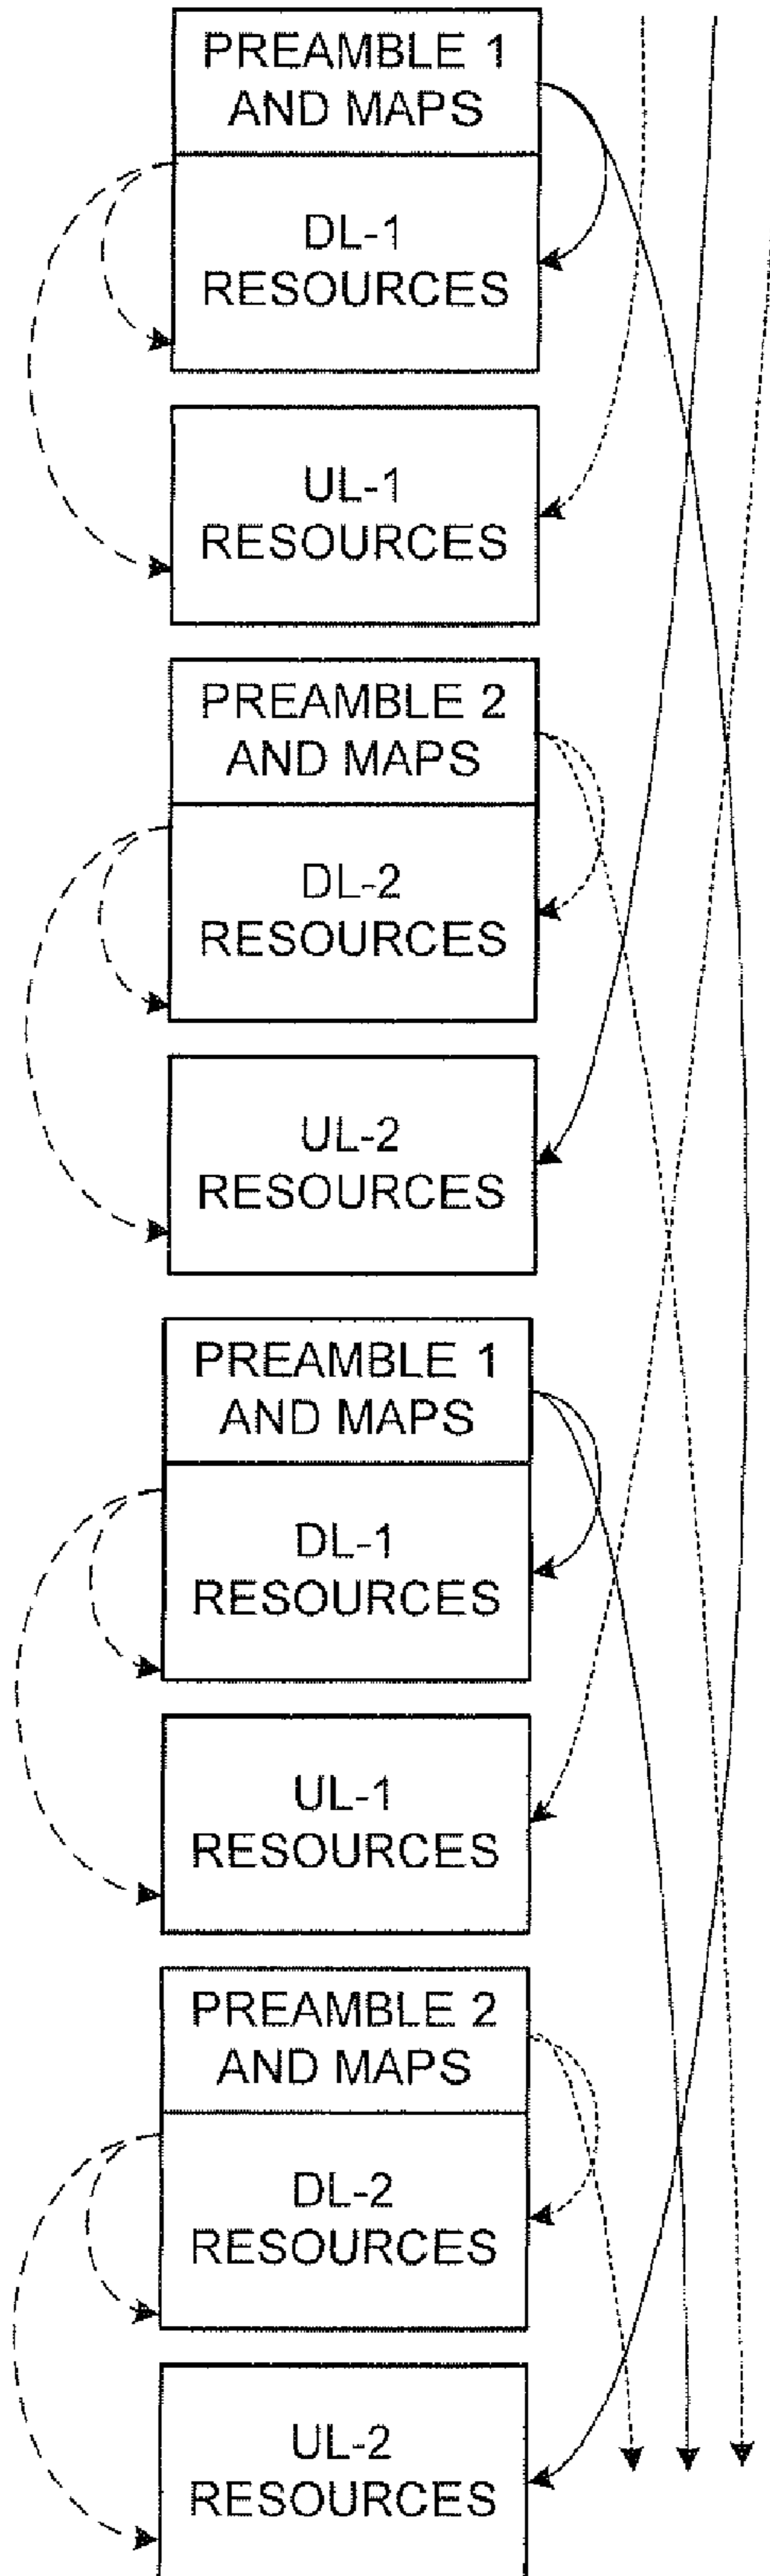 PREAMBLE 1
AND MAPS
DL-1
RESOURCES
UL-1
RESOURCES
PREAMBLE 2
AND MAPS
DL-2
RESOURCES
UL-2
RESOURCES
PREAMBLE 1
AND MAPS
DL-1
RESOURCES
UL-1
RESOURCES
PREAMBLE 2
AND MAPS
DL-2
RESOURCES
UL-2
RESOURCES